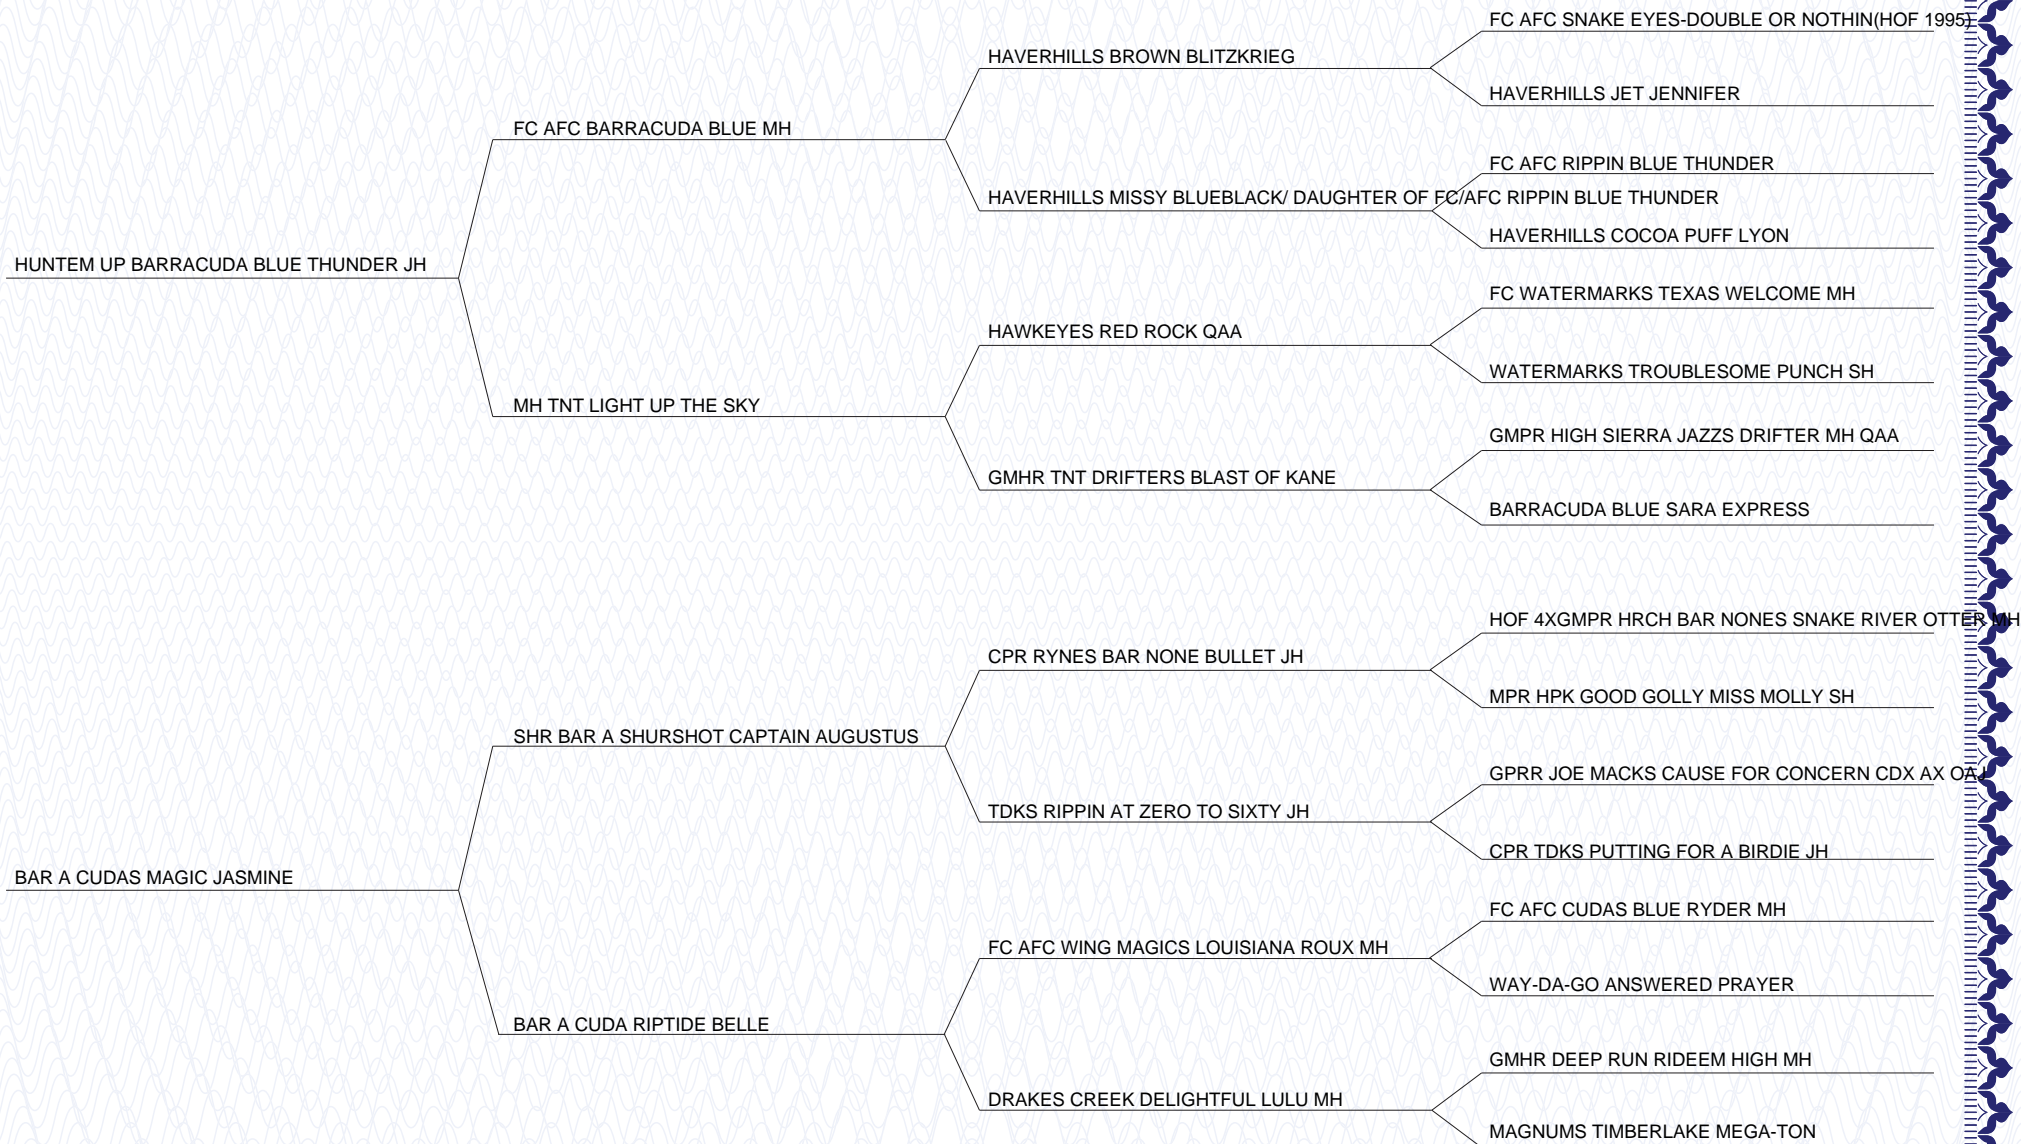 FC AFC SNAKE EYES-DOUBLE OR NOTHIN(HOF 1995)
HAVERHILLS BROWN BLITZKRIEG
HAVERHILLS JET JENNIFER
FC AFC BARRACUDA BLUE MH
FC AFC RIPPIN BLUE THUNDER
HAVERHILLS MISSY BLUEBLACK/ DAUGHTER OF FC/AFC RIPPIN BLUE THUNDER
HAVERHILLS COCOA PUFF LYON
HUNTEM UP BARRACUDA BLUE THUNDER JH
FC WATERMARKS TEXAS WELCOME MH
HAWKEYES RED ROCK QAA
WATERMARKS TROUBLESOME PUNCH SH
MH TNT LIGHT UP THE SKY
GMPR HIGH SIERRA JAZZS DRIFTER MH QAA
GMHR TNT DRIFTERS BLAST OF KANE
BARRACUDA BLUE SARA EXPRESS
HOF 4XGMPR HRCH BAR NONES SNAKE RIVER OTTER MH
CPR RYNES BAR NONE BULLET JH
MPR HPK GOOD GOLLY MISS MOLLY SH
SHR BAR A SHURSHOT CAPTAIN AUGUSTUS
GPRR JOE MACKS CAUSE FOR CONCERN CDX AX OAJ
TDKS RIPPIN AT ZERO TO SIXTY JH
CPR TDKS PUTTING FOR A BIRDIE JH
BAR A CUDAS MAGIC JASMINE
FC AFC CUDAS BLUE RYDER MH
FC AFC WING MAGICS LOUISIANA ROUX MH
WAY-DA-GO ANSWERED PRAYER
BAR A CUDA RIPTIDE BELLE
GMHR DEEP RUN RIDEEM HIGH MH
DRAKES CREEK DELIGHTFUL LULU MH
MAGNUMS TIMBERLAKE MEGA-TON